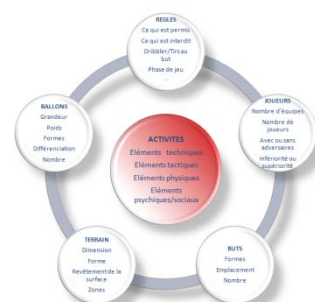 REGLES
Ce qui est permis
Ce qui est interdit
Dribbler/Tirs au
but
Phase de jeu
...
BALLONS
Grandeur
Poids
Formes
Différenciation
Nombre
JOUEURS
Nombre d'équipes
Nombre de
joueurs
Avec ou sens
adversaires
Infériorité ou
supériorité
ACTIVITES
Eléments techniques
Eléments tactiques
Eléments physiques
Eléments
psychiques/sociaux
TERRAIN
Dimension
Forme
Revêtement de la
surface
Zones
BUTS
Formes
Emplacement
Nombre